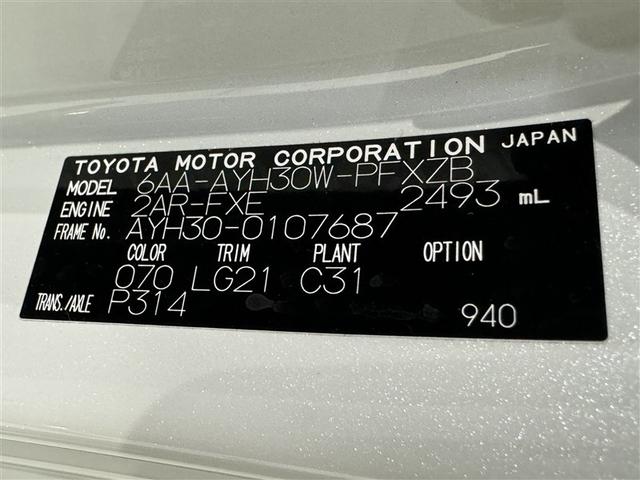 TOYOTA MOTOR CORPORATION JAPAN
MODEL 6AA-AYH30W-PFXZB
ENGINE 2AR-FXE 2493 mL
FRAME No. AYH30-0107687
COLOR TRIM PLANT OPTION
070 LG21 C31
TRANS./AXLE P314 940